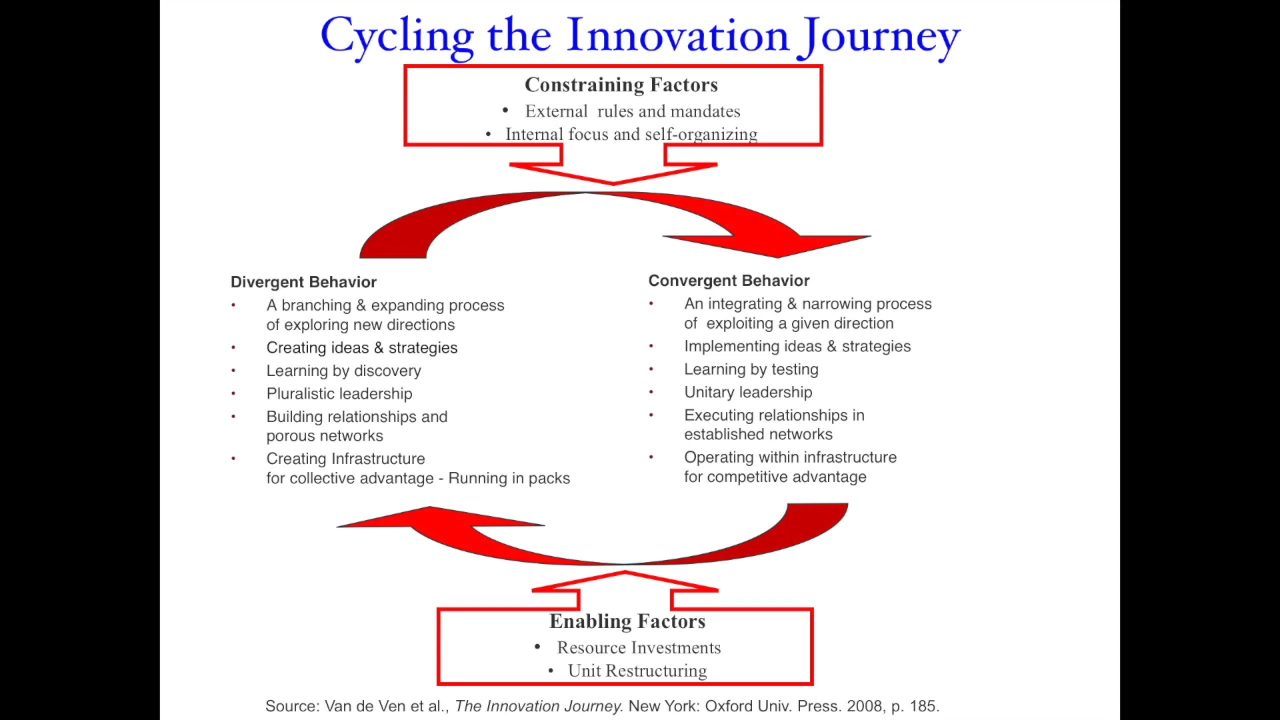 Cycling the Innovation Journey
Constraining Factors
• External rules and mandates
• Internal focus and self-organizing
Divergent Behavior
• A branching & expanding process
of exploring new directions
• Creating ideas & strategies
• Learning by discovery
• Pluralistic leadership
• Building relationships and
porous networks
• Creating Infrastructure
for collective advantage - Running in packs
Convergent Behavior
• An integrating & narrowing process
of exploiting a given direction
• Implementing ideas & strategies
• Learning by testing
• Unitary leadership
• Executing relationships in
established networks
• Operating within infrastructure
for competitive advantage
Enabling Factors
• Resource Investments
• Unit Restructuring
Source: Van de Ven et al., The Innovation Journey. New York: Oxford Univ. Press. 2008, p. 185.